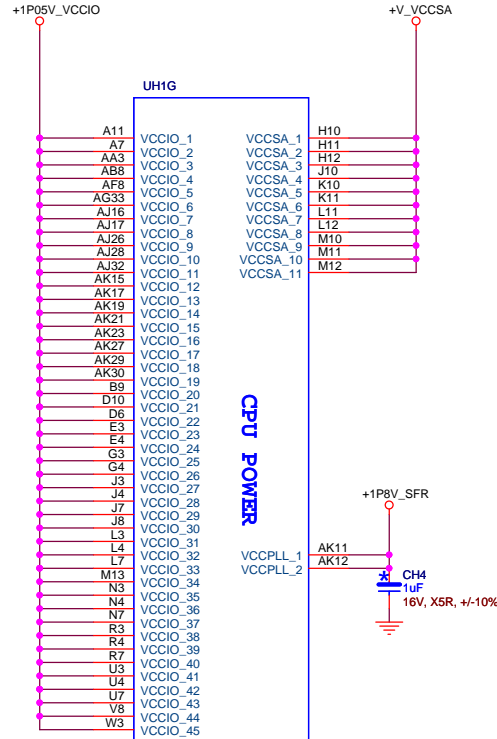 +1P05V_VCCIO
+V_VCCSA
UH1G
A11 VCCIO_1
A7 VCCIO_2
AA3 VCCIO_3
AB8 VCCIO_4
AF8 VCCIO_5
AG33 VCCIO_6
AJ16 VCCIO_7
AJ17 VCCIO_8
AJ26 VCCIO_9
AJ28 VCCIO_10
AJ32 VCCIO_11
AK15 VCCIO_12
AK17 VCCIO_13
AK19 VCCIO_14
AK21 VCCIO_15
AK23 VCCIO_16
AK27 VCCIO_17
AK29 VCCIO_18
AK30 VCCIO_19
B9 VCCIO_20
D10 VCCIO_21
D6 VCCIO_22
E3 VCCIO_23
E4 VCCIO_24
G3 VCCIO_25
G4 VCCIO_26
J3 VCCIO_27
J4 VCCIO_28
J7 VCCIO_29
J8 VCCIO_30
L3 VCCIO_31
L4 VCCIO_32
L7 VCCIO_33
M13 VCCIO_34
N3 VCCIO_35
N4 VCCIO_36
N7 VCCIO_37
R3 VCCIO_38
R4 VCCIO_39
R7 VCCIO_40
U3 VCCIO_41
U4 VCCIO_42
U7 VCCIO_43
V8 VCCIO_44
W3 VCCIO_45
VCCSA_1 H10
VCCSA_2 H11
VCCSA_3 H12
VCCSA_4 J10
VCCSA_5 K10
VCCSA_6 K11
VCCSA_7 L11
VCCSA_8 L12
VCCSA_9 M10
VCCSA_10 M11
VCCSA_11 M12
CPU POWER
+1P8V_SFR
VCCPLL_1 AK11
VCCPLL_2 AK12
* CH4
1uF
16V, X5R, +/-10%